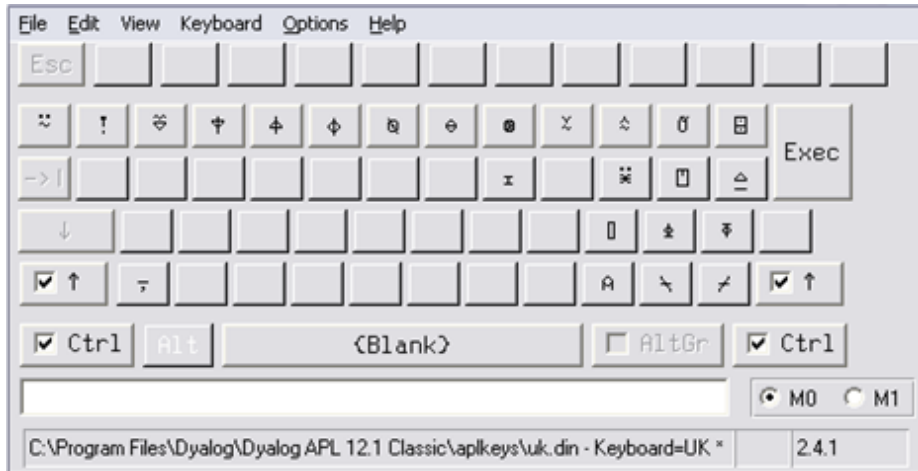 File Edit View Keyboard Options Help
Esc
Exec
->|
↓
↑ ⍪ ⍝ ⍀ ⌿ ↑
Ctrl Alt {Blank} AltGr Ctrl
M0 M1
C:\Program Files\Dyalog\Dyalog APL 12.1 Classic\aplkeys\uk.din - Keyboard=UK * 2.4.1